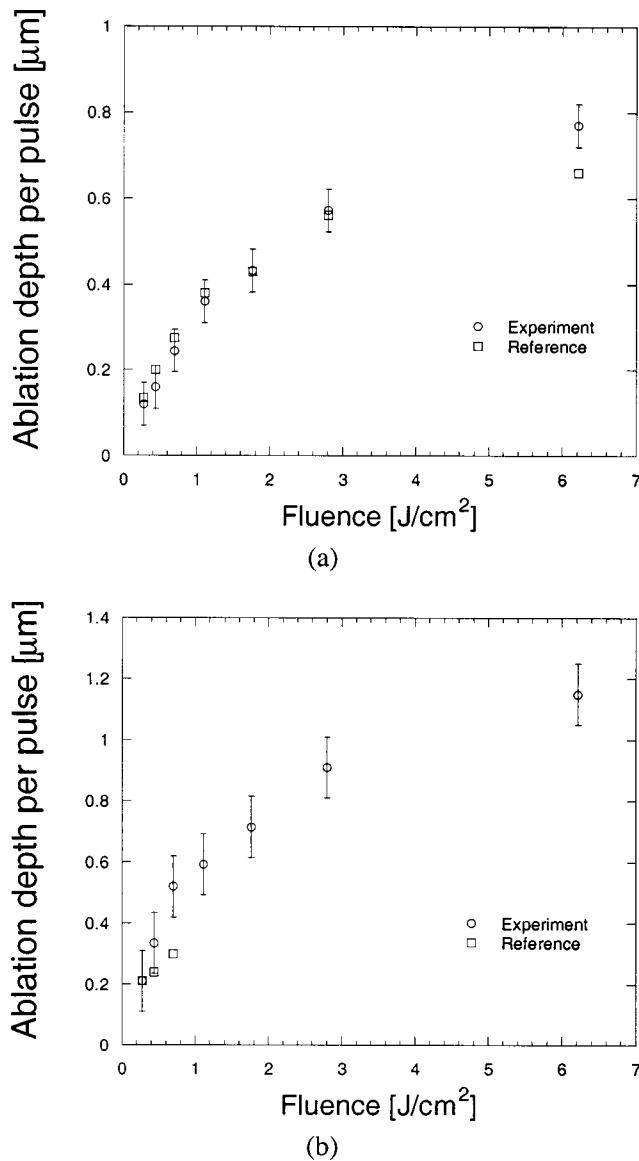 1
0.8
0.6
0.4
0.2
0
Ablation depth per pulse [μm]
Experiment
Reference
0 1 2 3 4 5 6 7
Fluence [J/cm²]
(a)
1.4
1.2
1
0.8
0.6
0.4
0.2
0
Ablation depth per pulse [μm]
Experiment
Reference
0 1 2 3 4 5 6 7
Fluence [J/cm²]
(b)